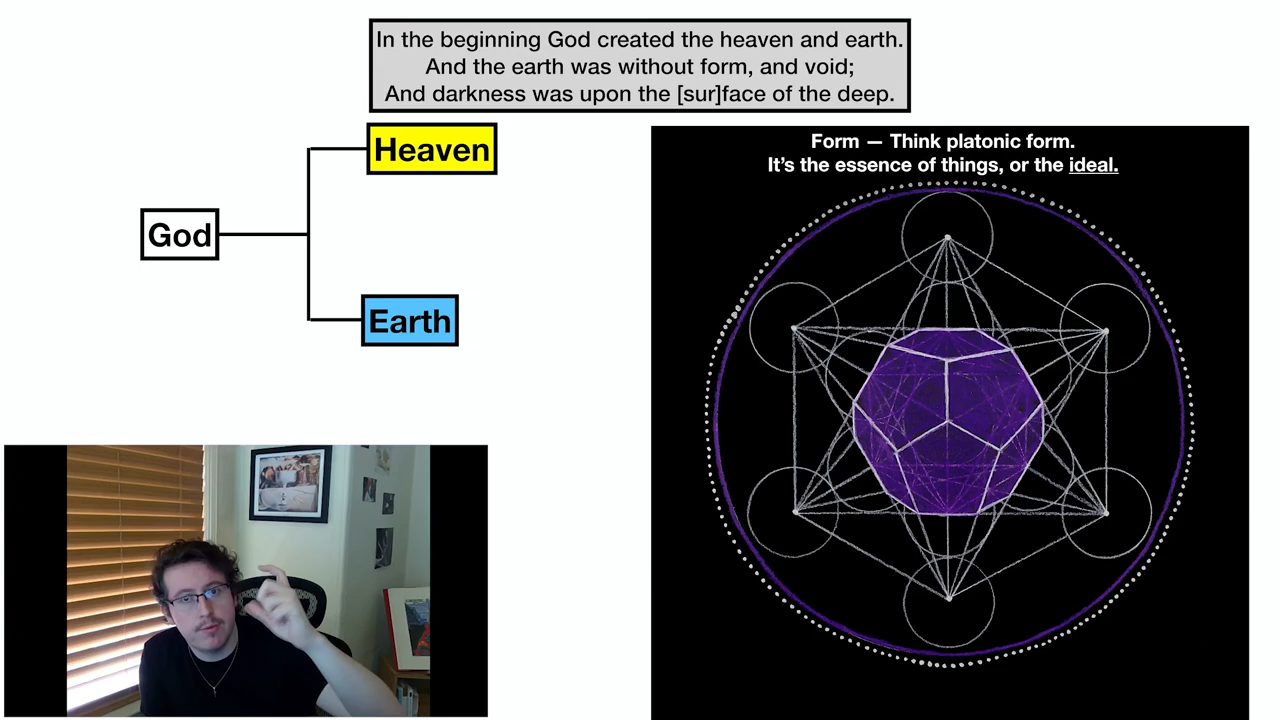 In the beginning God created the heaven and earth.
And the earth was without form, and void;
And darkness was upon the [sur]face of the deep.
Heaven
God
Earth
Form — Think platonic form.
It's the essence of things, or the ideal.